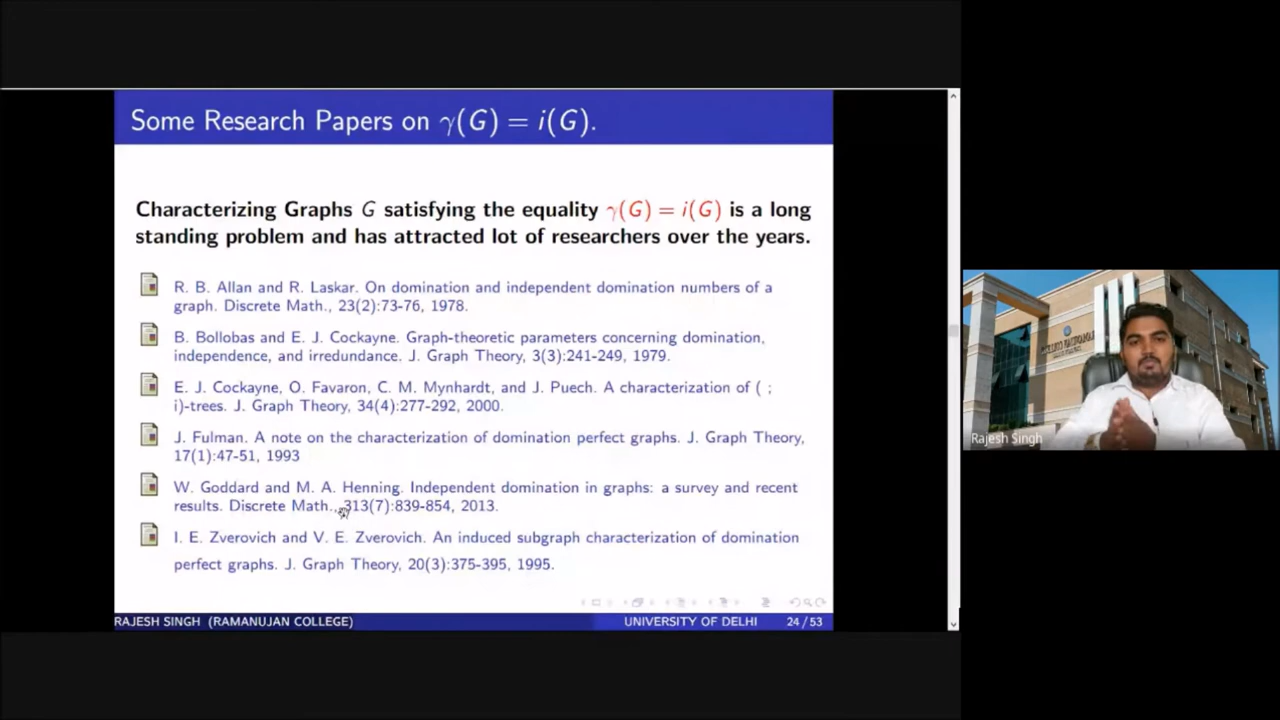 Some Research Papers on γ(G) = i(G).
Characterizing Graphs G satisfying the equality γ(G) = i(G) is a long
standing problem and has attracted lot of researchers over the years.
R. B. Allan and R. Laskar. On domination and independent domination numbers of a
graph. Discrete Math., 23(2):73-76, 1978.
B. Bollobas and E. J. Cockayne. Graph-theoretic parameters concerning domination,
independence, and irredundance. J. Graph Theory, 3(3):241-249, 1979.
E. J. Cockayne, O. Favaron, C. M. Mynhardt, and J. Puech. A characterization of ( ;
i)-trees. J. Graph Theory, 34(4):277-292, 2000.
J. Fulman. A note on the characterization of domination perfect graphs. J. Graph Theory,
17(1):47-51, 1993
W. Goddard and M. A. Henning. Independent domination in graphs: a survey and recent
results. Discrete Math., 313(7):839-854, 2013.
I. E. Zverovich and V. E. Zverovich. An induced subgraph characterization of domination
perfect graphs. J. Graph Theory, 20(3):375-395, 1995.
RAJESH SINGH (RAMANUJAN COLLEGE)
UNIVERSITY OF DELHI
24 / 53
RAMANUJAN COLLEGE
Rajesh Singh